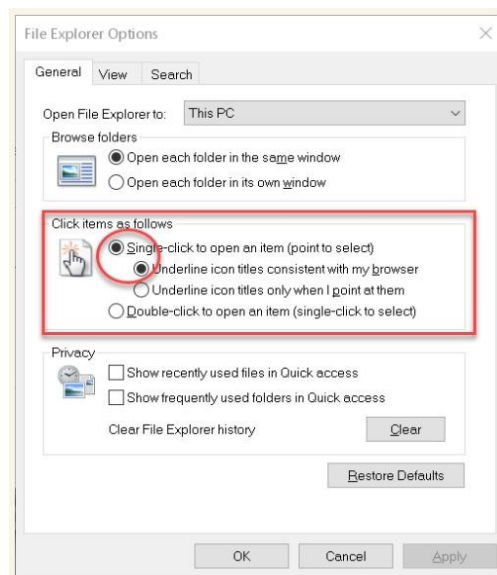 File Explorer Options
General View Search
Open File Explorer to: This PC
Browse folders
Open each folder in the same window
Open each folder in its own window
Click items as follows
Single-click to open an item (point to select)
Underline icon titles consistent with my browser
Underline icon titles only when I point at them
Double-click to open an item (single-click to select)
Privacy
Show recently used files in Quick access
Show frequently used folders in Quick access
Clear File Explorer history Clear
Restore Defaults
OK Cancel Apply